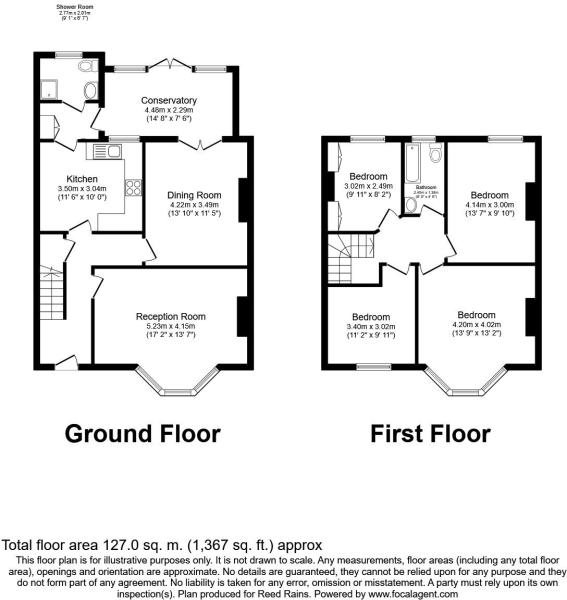 Shower Room
2.77m x 2.01m
(9' 1" x 6' 7")
Conservatory
4.48m x 2.29m
(14' 8" x 7' 6")
Kitchen
3.50m x 3.04m
(11' 6" x 10' 0")
Dining Room
4.22m x 3.49m
(13' 10" x 11' 5")
Reception Room
5.23m x 4.15m
(17' 2" x 13' 7")
Bedroom
3.02m x 2.49m
(9' 11" x 8' 2")
Bathroom
Bedroom
4.14m x 3.00m
(13' 7" x 9' 10")
Bedroom
3.40m x 3.02m
(11' 2" x 9' 11")
Bedroom
4.20m x 4.02m
(13' 9" x 13' 2")
Ground Floor
First Floor
Total floor area 127.0 sq. m. (1,367 sq. ft.) approx
This floor plan is for illustrative purposes only. It is not drawn to scale. Any measurements, floor areas (including any total floor
area), openings and orientation are approximate. No details are guaranteed, they cannot be relied upon for any purpose and they
do not form part of any agreement. No liability is taken for any error, omission or misstatement. A party must rely upon its own
inspection(s). Plan produced for Reed Rains. Powered by www.focalagent.com